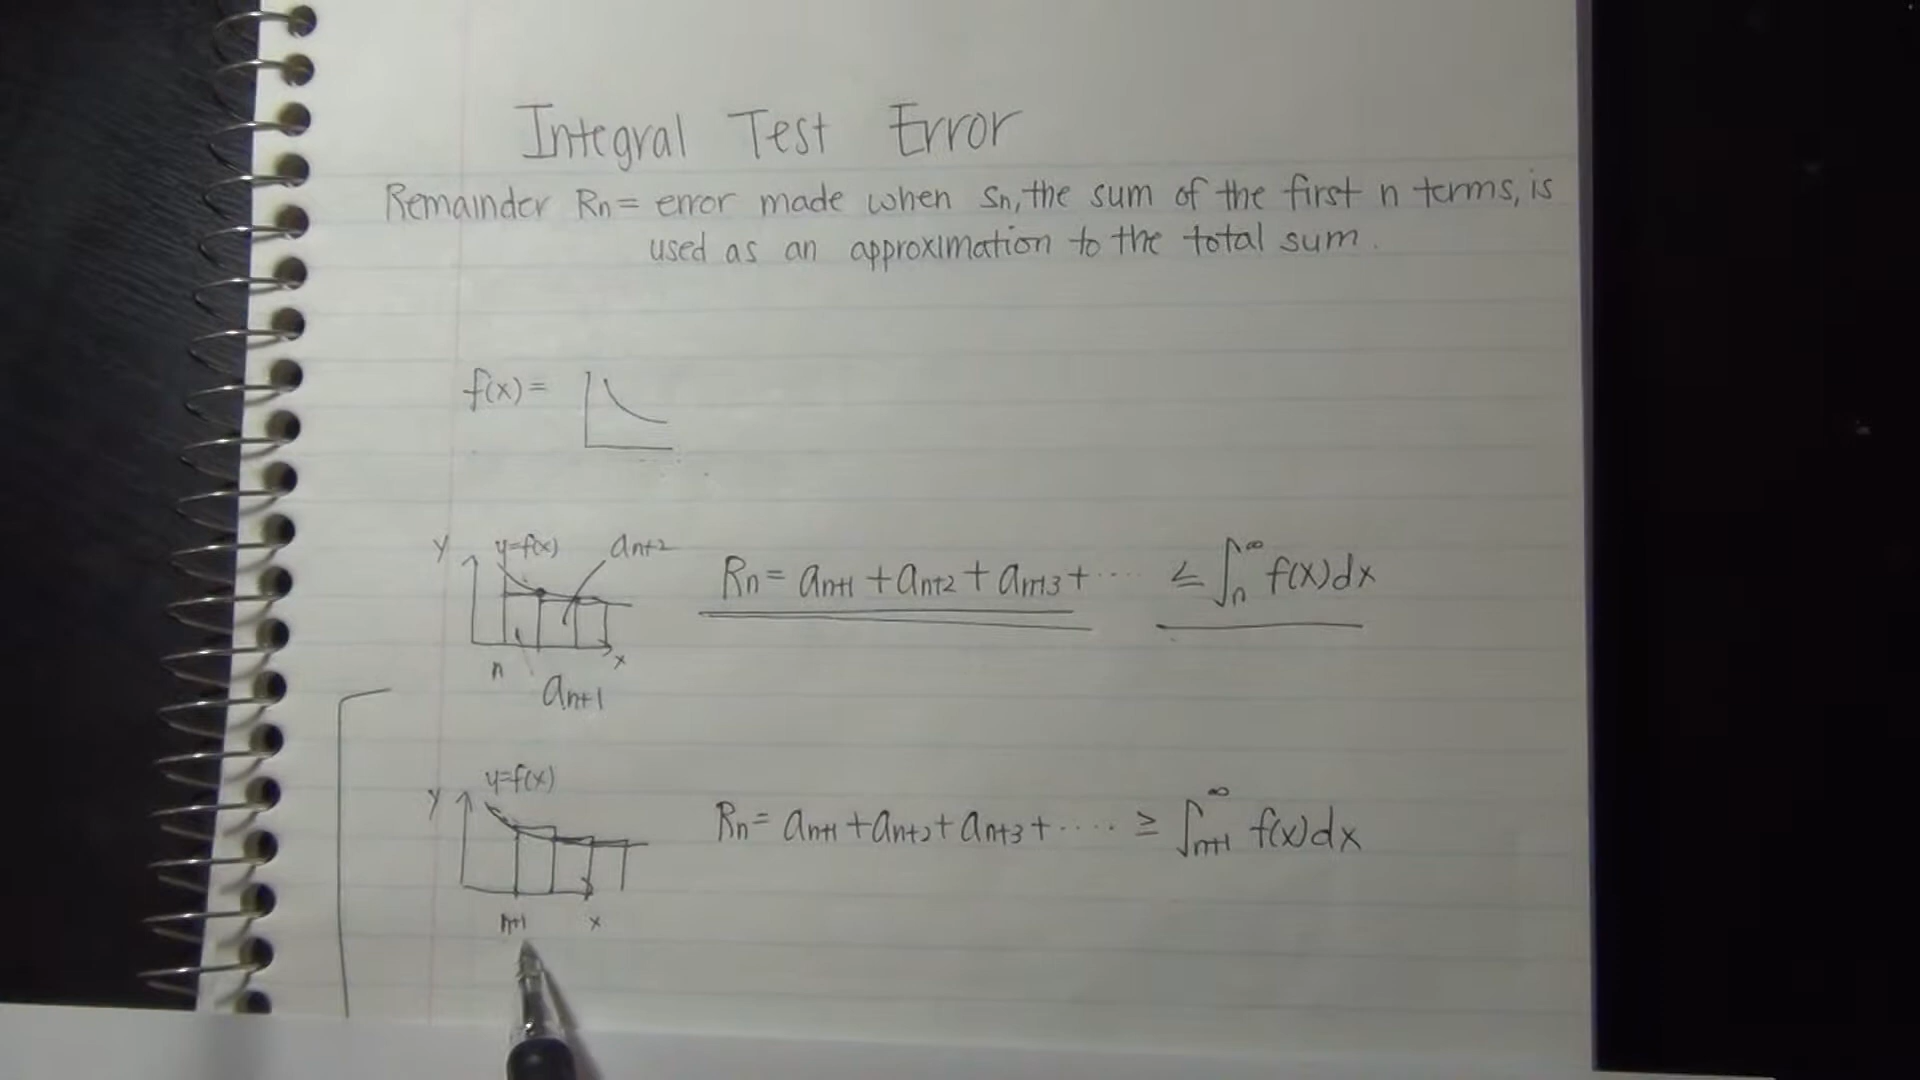 Integral Test Error
Remainder Rn = error made when Sn, the sum of the first n terms, is
used as an approximation to the total sum.
f(x) =
y
y=f(x)
an+2
Rn = an+1 + an+2 + an+3 + ···· ≤ ∫n^∞ f(x)dx
n
x
an+1
y=f(x)
y
Rn = an+1 + an+2 + an+3 + ···· ≥ ∫n+1^∞ f(x)dx
n+1
x